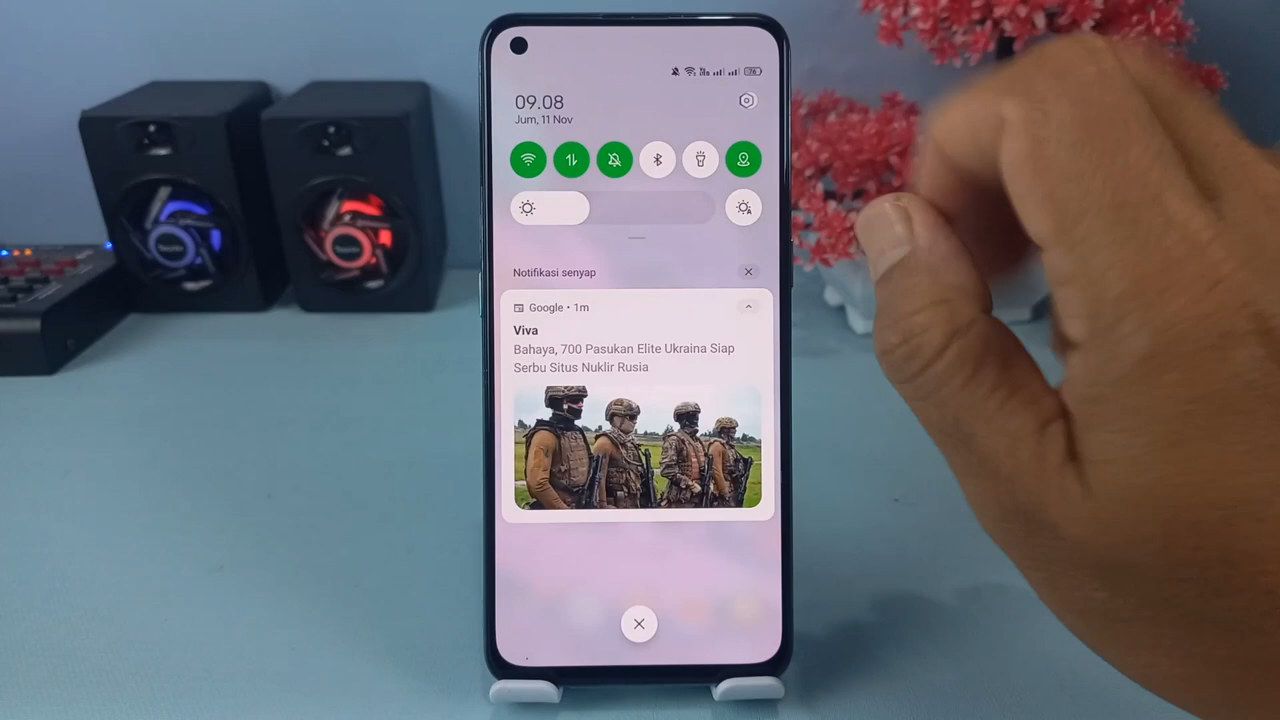 76
09.08
Jum, 11 Nov
Notifikasi senyap
Google • 1m
Viva
Bahaya, 700 Pasukan Elite Ukraina Siap
Serbu Situs Nuklir Rusia